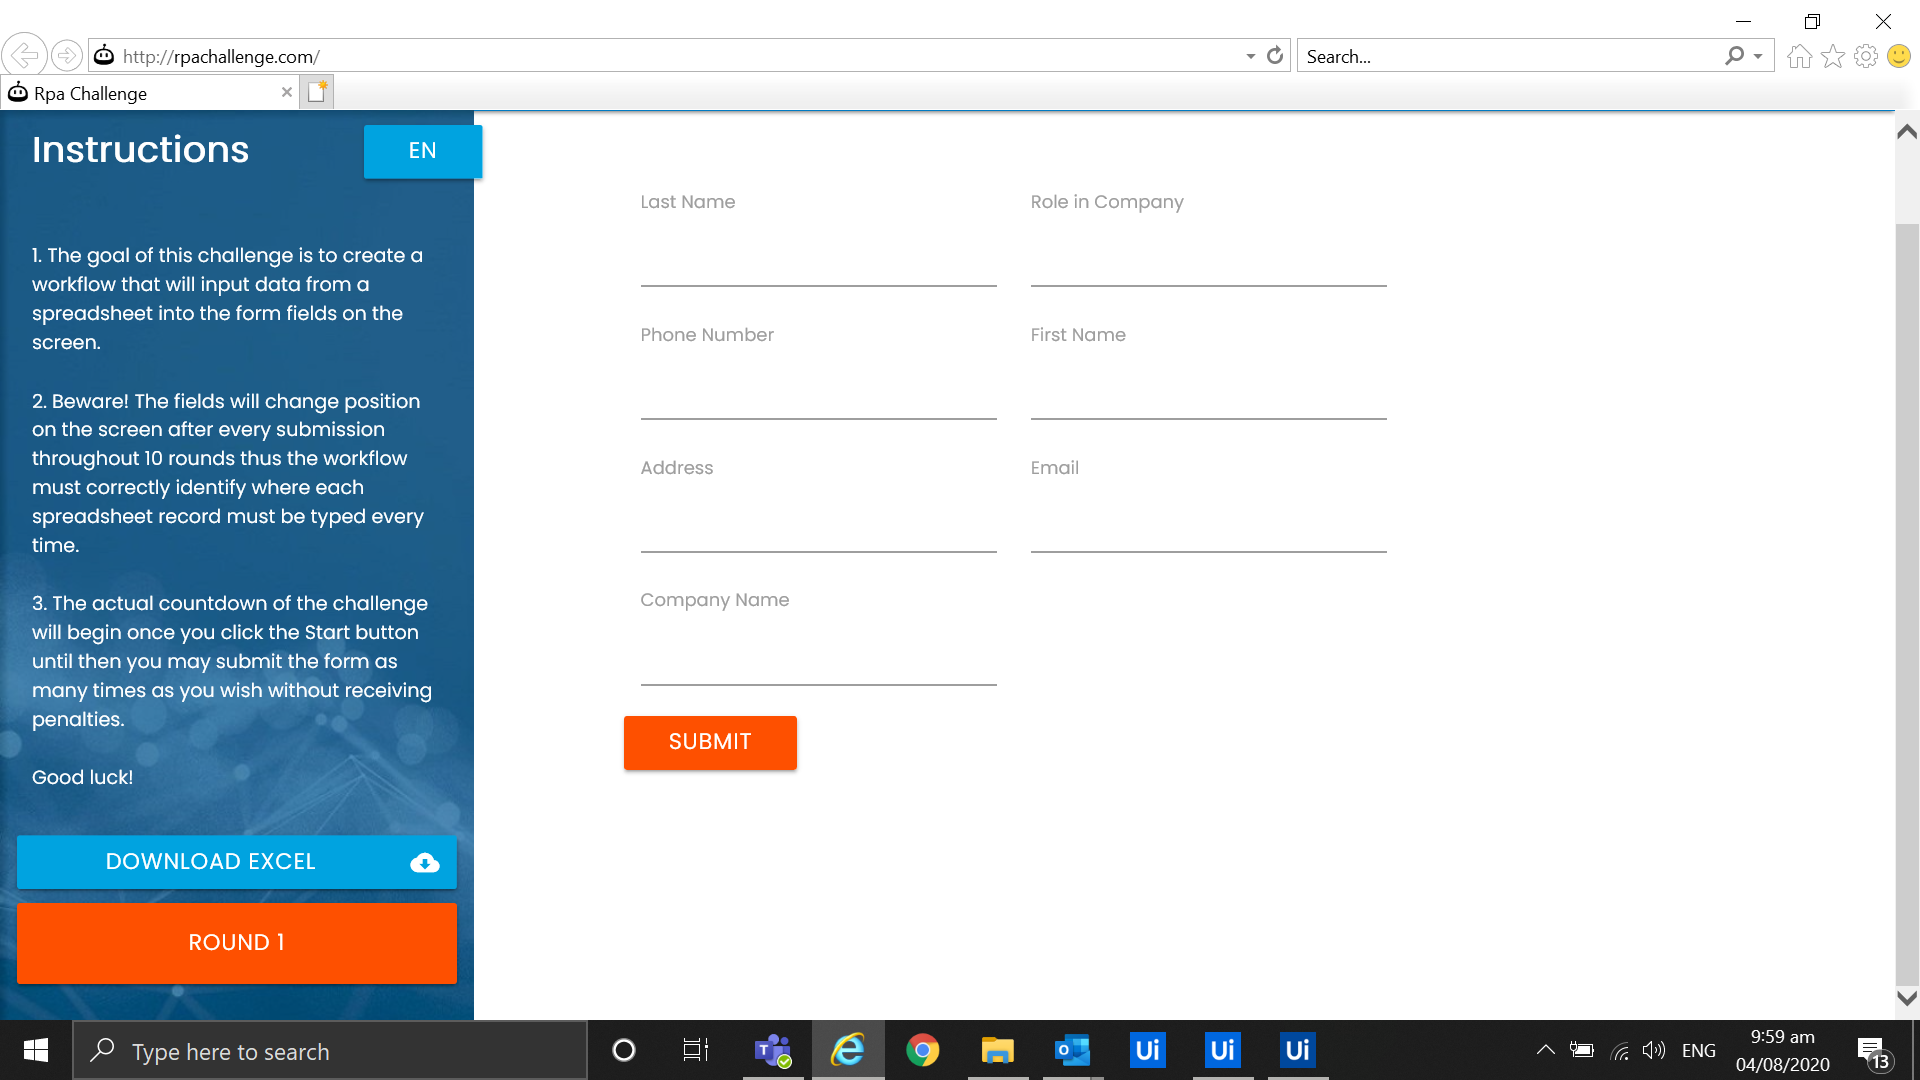 http://rpachallenge.com/
Search...
Rpa Challenge
Instructions
EN
1. The goal of this challenge is to create a
workflow that will input data from a
spreadsheet into the form fields on the
screen.
2. Beware! The fields will change position
on the screen after every submission
throughout 10 rounds thus the workflow
must correctly identify where each
spreadsheet record must be typed every
time.
3. The actual countdown of the challenge
will begin once you click the Start button
until then you may submit the form as
many times as you wish without receiving
penalties.
Good luck!
DOWNLOAD EXCEL
ROUND 1
Last Name
Role in Company
Phone Number
First Name
Address
Email
Company Name
SUBMIT
Type here to search
Ui
Ui
Ui
ENG
9:59 am
04/08/2020
13